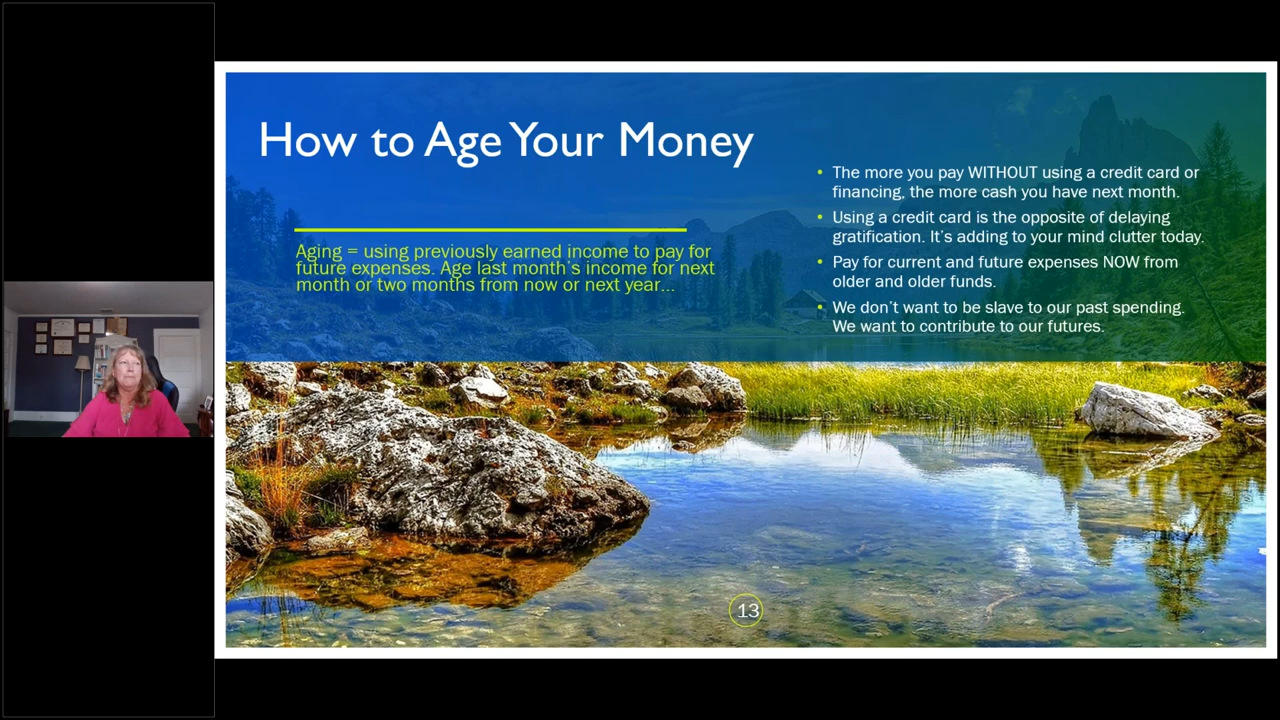 How to Age Your Money
Aging = using previously earned income to pay for
future expenses. Age last month's income for next
month or two months from now or next year...
• The more you pay WITHOUT using a credit card or
financing, the more cash you have next month.
• Using a credit card is the opposite of delaying
gratification. It's adding to your mind clutter today.
• Pay for current and future expenses NOW from
older and older funds.
• We don't want to be slave to our past spending.
We want to contribute to our futures.
13